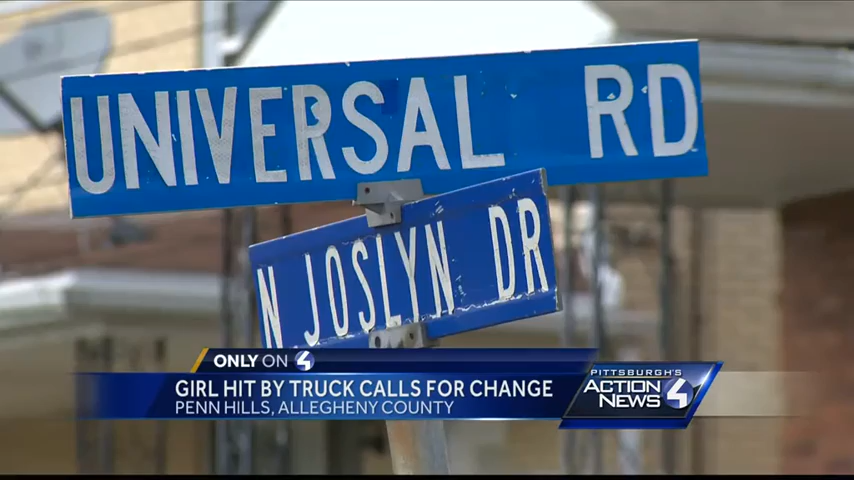 UNIVERSAL RD
N JOSLYN DR
ONLY ON 4
GIRL HIT BY TRUCK CALLS FOR CHANGE
PENN HILLS, ALLEGHENY COUNTY
PITTSBURGH'S
ACTION
NEWS 4